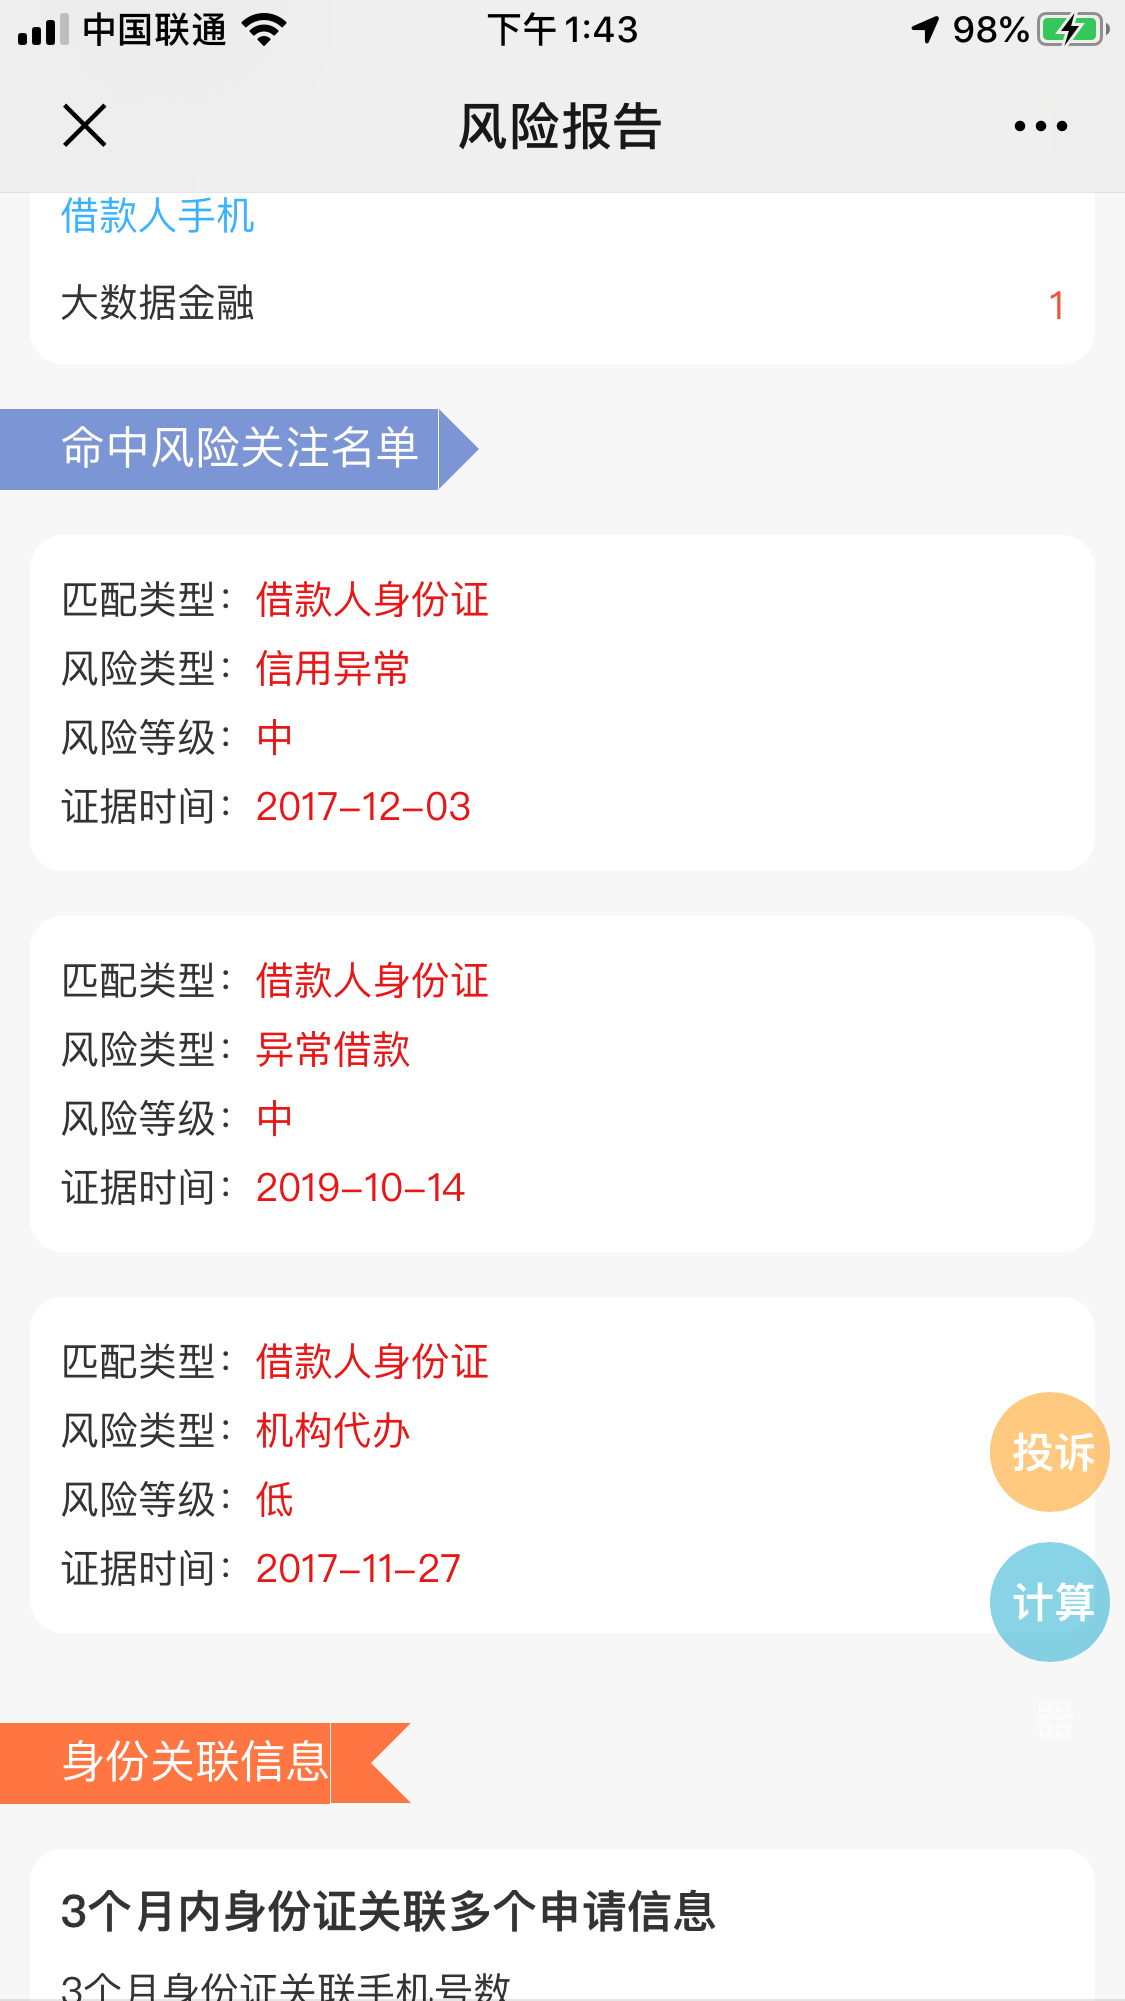 中国联通
下午1:43
98%
风险报告
借款人手机
大数据金融 1
命中风险关注名单
匹配类型：借款人身份证
风险类型：信用异常
风险等级：中
证据时间：2017-12-03
匹配类型：借款人身份证
风险类型：异常借款
风险等级：中
证据时间：2019-10-14
匹配类型：借款人身份证
风险类型：机构代办
风险等级：低
证据时间：2017-11-27
投诉
计算
器
身份关联信息
3个月内身份证关联多个申请信息
3个月身份证关联手机号数